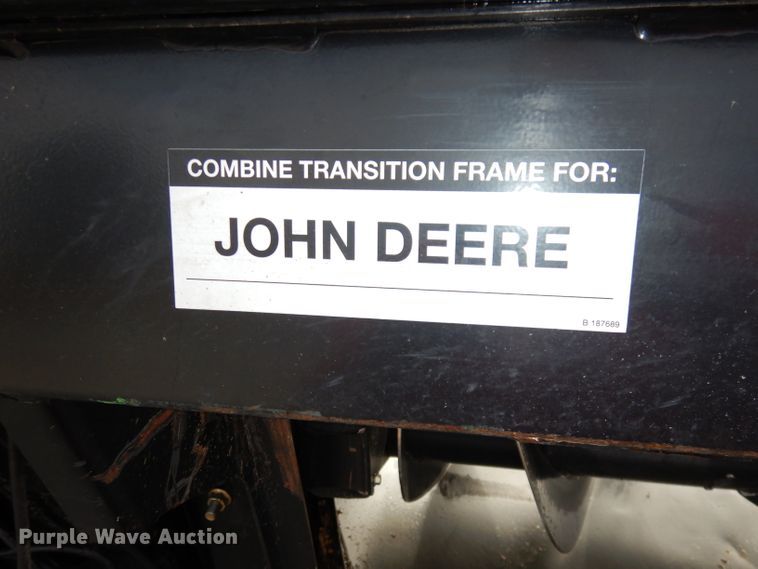 COMBINE TRANSITION FRAME FOR:
JOHN DEERE
B 187689
Purple Wave Auction